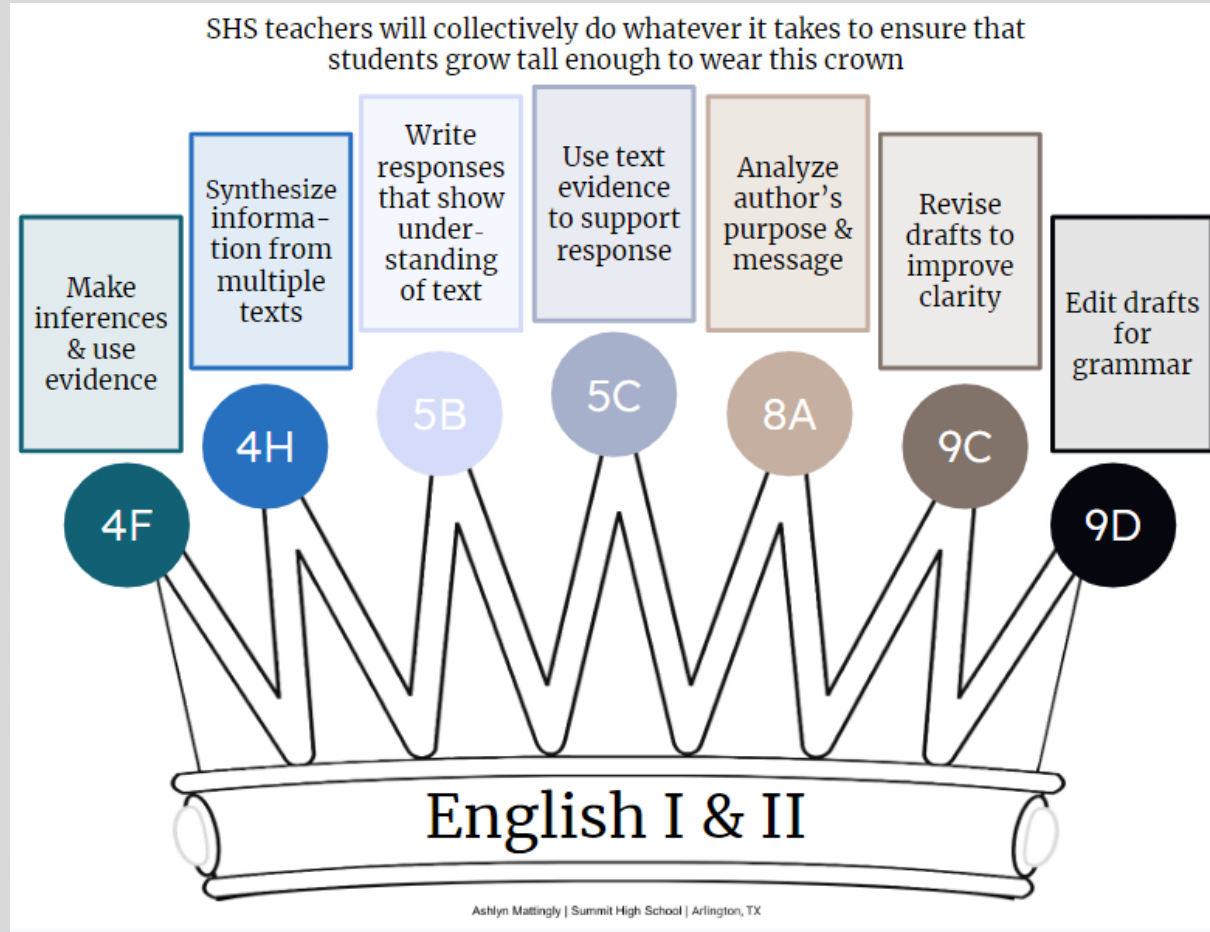 SHS teachers will collectively do whatever it takes to ensure that
students grow tall enough to wear this crown
Make
inferences
& use
evidence
4F
Synthesize
informa-
tion from
multiple
texts
4H
Write
responses
that show
under-
standing
of text
5B
Use text
evidence
to support
response
5C
Analyze
author’s
purpose &
message
8A
Revise
drafts to
improve
clarity
9C
Edit drafts
for
grammar
9D
English I & II
Ashlyn Mattingly | Summit High School | Arlington, TX